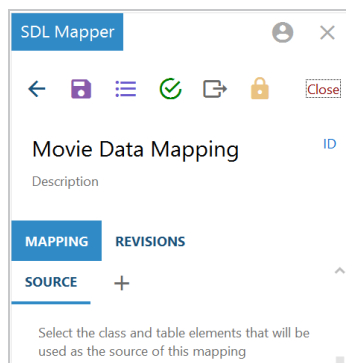 SDL Mapper
Close
Movie Data Mapping
ID
Description
MAPPING
REVISIONS
SOURCE
Select the class and table elements that will be
used as the source of this mapping